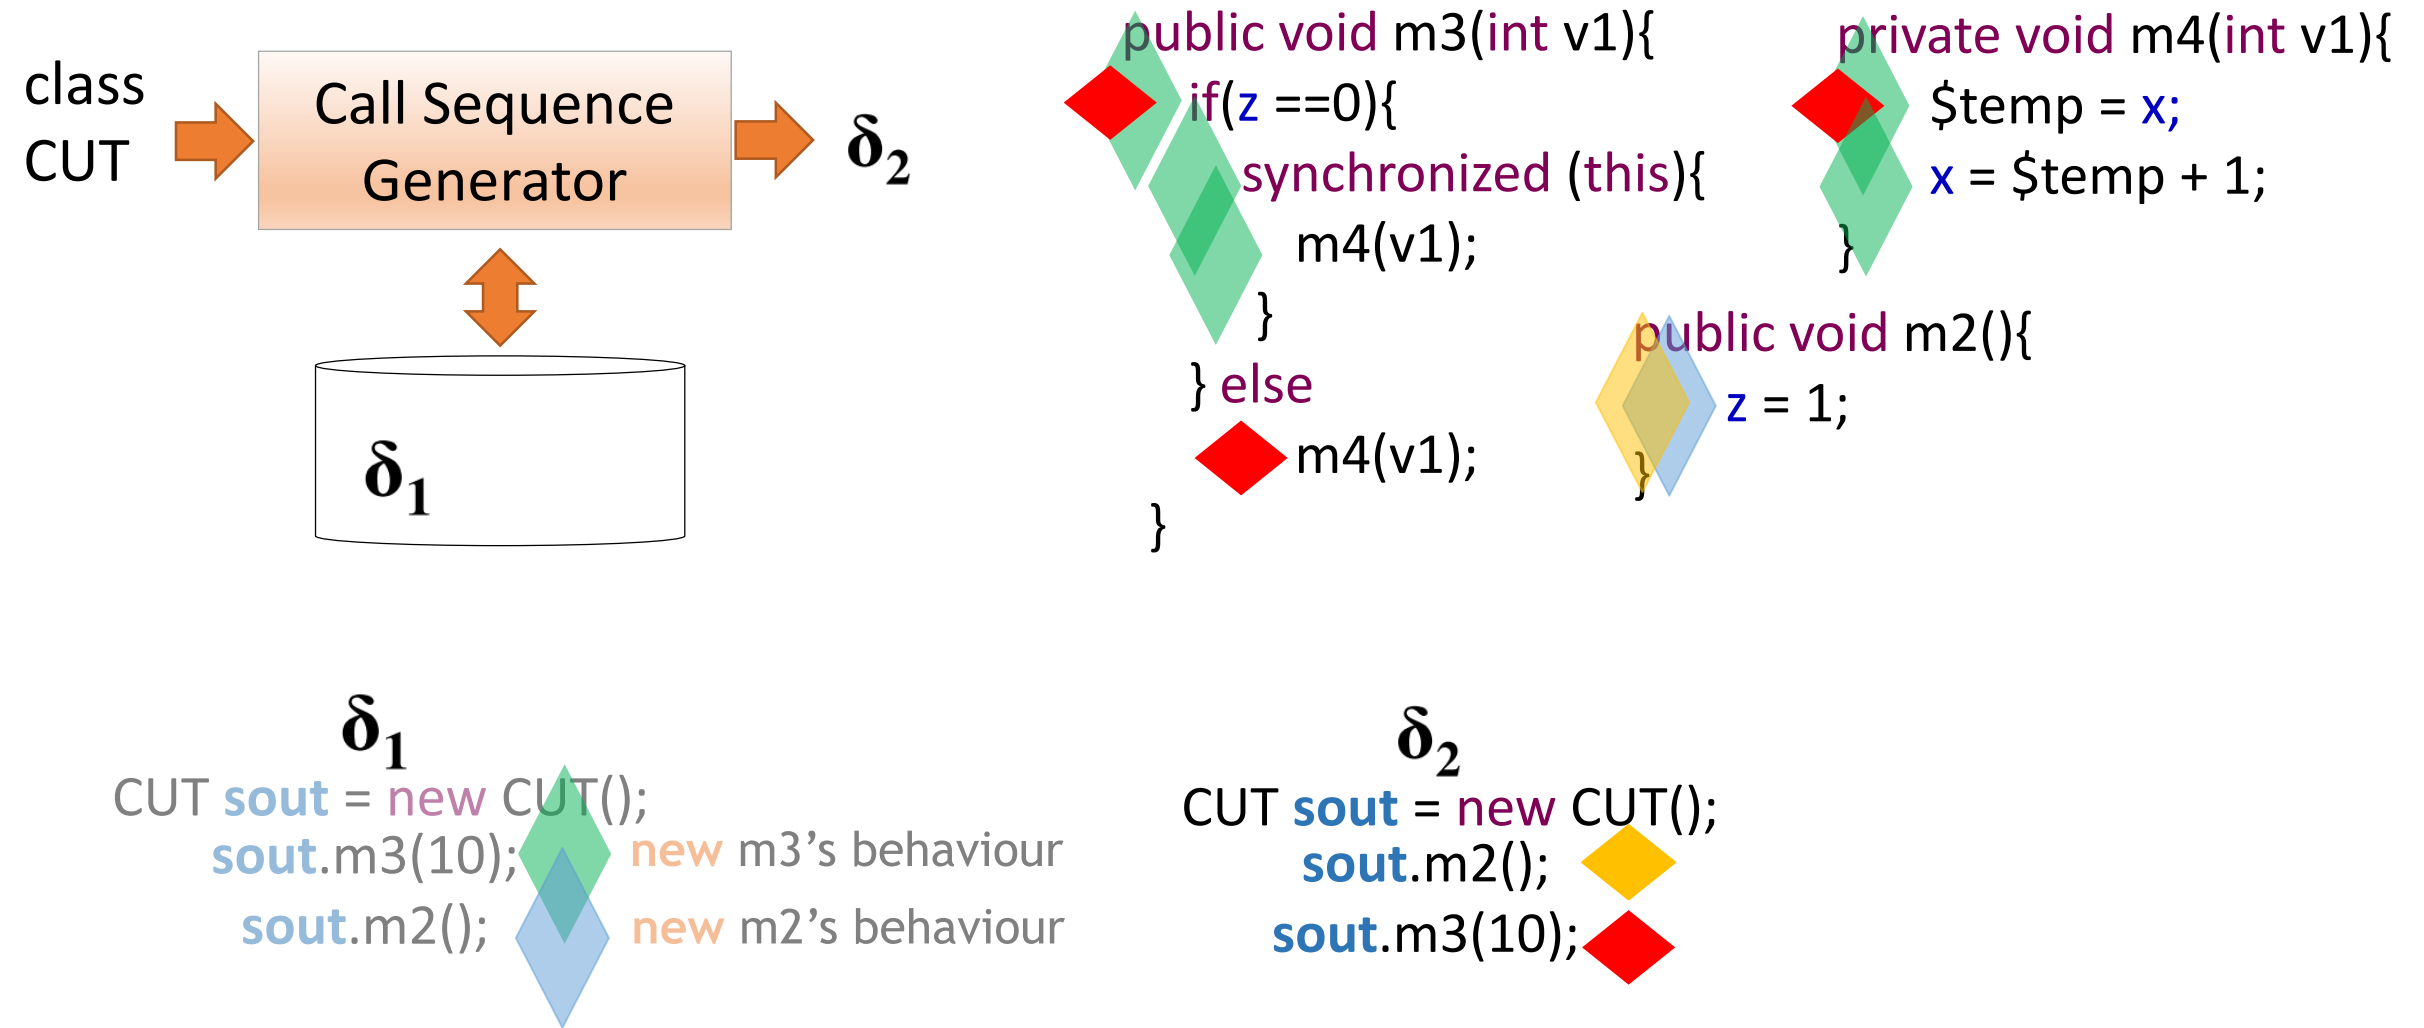 class
CUT
Call Sequence
Generator
δ2
δ1
public void m3(int v1){
if(z ==0){
synchronized (this){
m4(v1);
}
} else
m4(v1);
}
private void m4(int v1){
$temp = x;
x = $temp + 1;
}
public void m2(){
z = 1;
}
δ1
CUT sout = new CUT();
sout.m3(10); new m3’s behaviour
sout.m2(); new m2’s behaviour
δ2
CUT sout = new CUT();
sout.m2();
sout.m3(10);